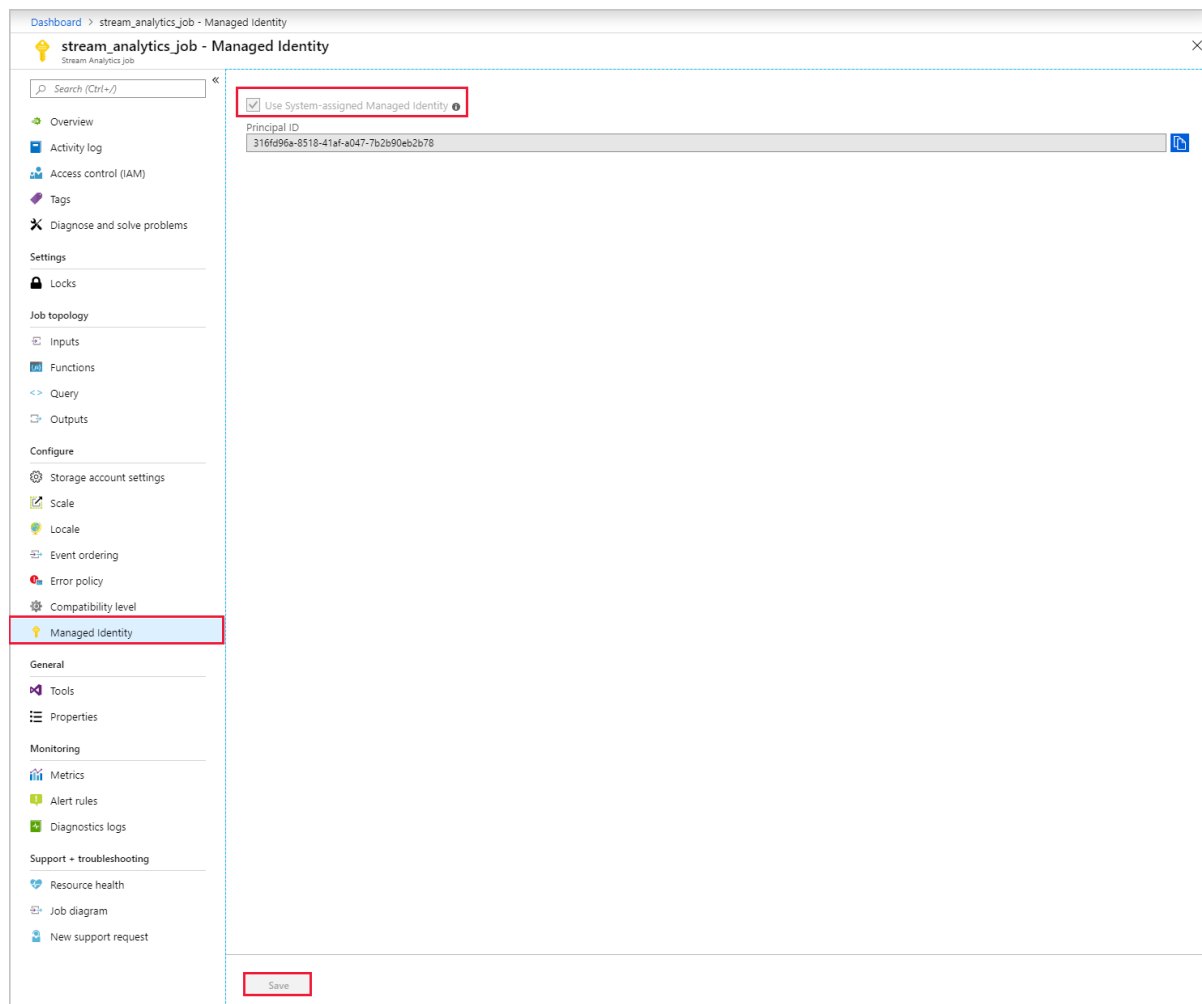 Dashboard > stream_analytics_job - Managed Identity
stream_analytics_job - Managed Identity
Stream Analytics job
Search (Ctrl+/)
«
Overview
Activity log
Access control (IAM)
Tags
Diagnose and solve problems
Settings
Locks
Job topology
Inputs
Functions
Query
Outputs
Configure
Storage account settings
Scale
Locale
Event ordering
Error policy
Compatibility level
Managed Identity
General
Tools
Properties
Monitoring
Metrics
Alert rules
Diagnostics logs
Support + troubleshooting
Resource health
Job diagram
New support request
Use System-assigned Managed Identity
Principal ID
316fd96a-8518-41af-a047-7b2b90eb2b78
Save